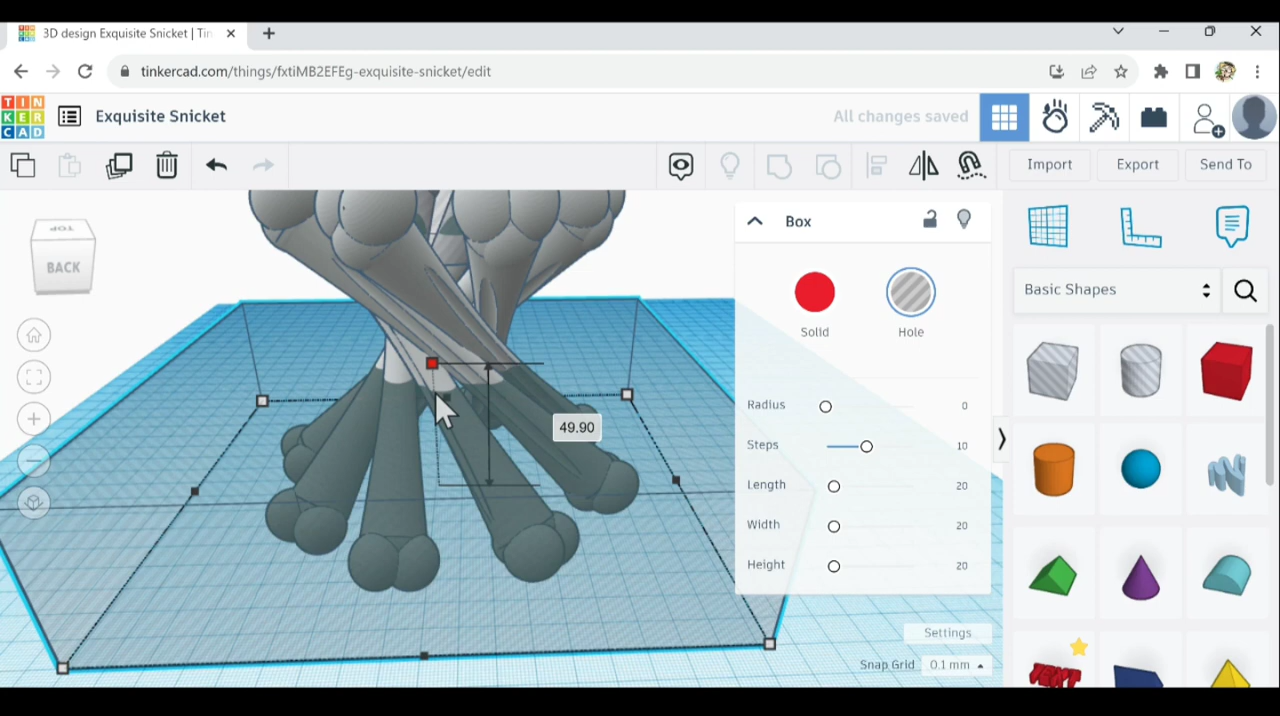 3D design Exquisite Snicket | Tin
tinkercad.com/things/fxtiMB2EFEg-exquisite-snicket/edit
TIN
KER
CAD
Exquisite Snicket
All changes saved
Import
Export
Send To
TOP
BACK
Box
Solid
Hole
Radius 0
Steps 10
Length 20
Width 20
Height 20
49.90
Basic Shapes
TEXT
Settings
Snap Grid 0.1 mm